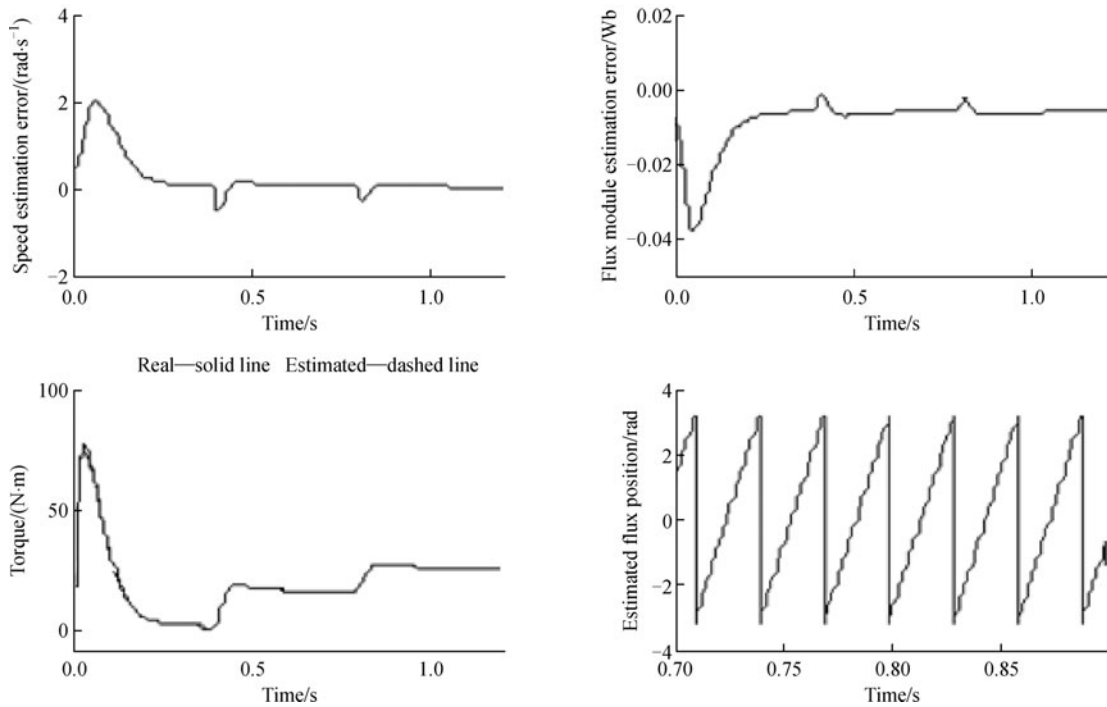 Speed estimation error/(rad·s⁻¹)
4
2
0
−2
0.0 0.5 1.0
Time/s
Flux module estimation error/Wb
0.02
0.00
−0.02
−0.04
0.0 0.5 1.0
Time/s
Real—solid line Estimated—dashed line
Torque/(N·m)
100
50
0
0.0 0.5 1.0
Time/s
Estimated flux position/rad
4
2
0
−2
−4
0.70 0.75 0.80 0.85
Time/s